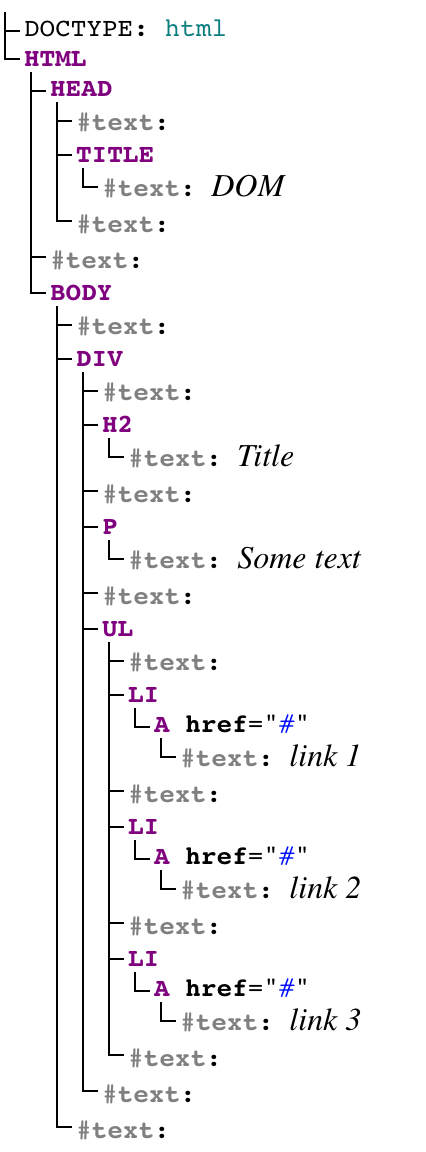 DOCTYPE: html
HTML
HEAD
#text:
TITLE
#text: DOM
#text:
#text:
BODY
#text:
DIV
#text:
H2
#text: Title
#text:
P
#text: Some text
#text:
UL
#text:
LI
A href="#"
#text: link 1
#text:
LI
A href="#"
#text: link 2
#text:
LI
A href="#"
#text: link 3
#text:
#text:
#text: